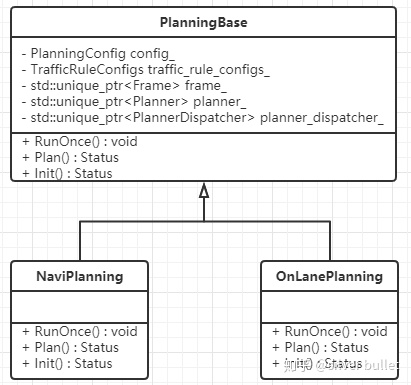 PlanningBase
- PlanningConfig config_
- TrafficRuleConfigs traffic_rule_configs_
- std::unique_ptr<Frame> frame_
- std::unique_ptr<Planner> planner_
- std::unique_ptr<PlannerDispatcher> planner_dispatcher_
+ RunOnce() : void
+ Plan() : Status
+ Init() : Status
NaviPlanning
+ RunOnce() : void
+ Plan() : Status
+ Init() : Status
OnLanePlanning
+ RunOnce() : void
+ Plan() : Status
+ Init() : Status
知乎 bullet